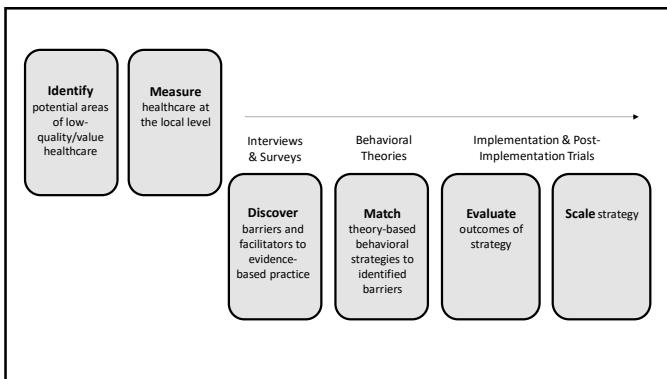 Identify
potential areas
of low-
quality/value
healthcare
Measure
healthcare at
the local level
Interviews
& Surveys
Behavioral
Theories
Implementation & Post-
Implementation Trials
Discover
barriers and
facilitators to
evidence-
based practice
Match
theory-based
behavioral
strategies to
identified
barriers
Evaluate
outcomes of
strategy
Scale strategy